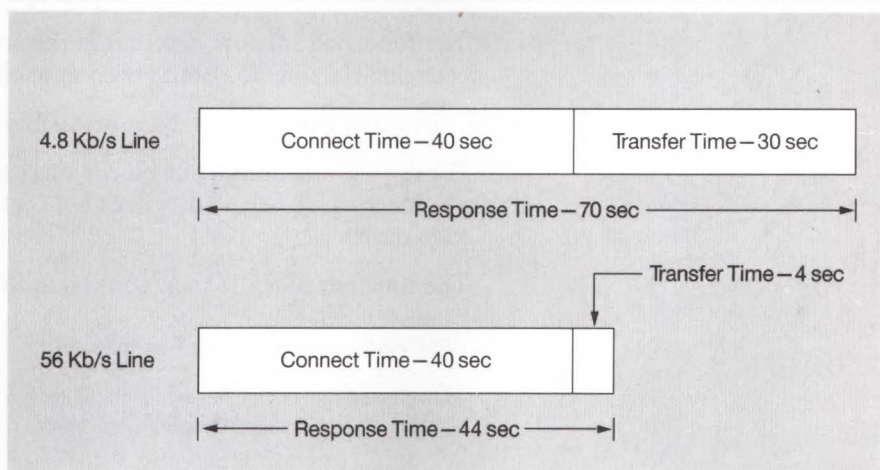 4.8 Kb/s Line
Connect Time—40 sec
Transfer Time—30 sec
Response Time—70 sec
Transfer Time—4 sec
56 Kb/s Line
Connect Time—40 sec
Response Time—44 sec